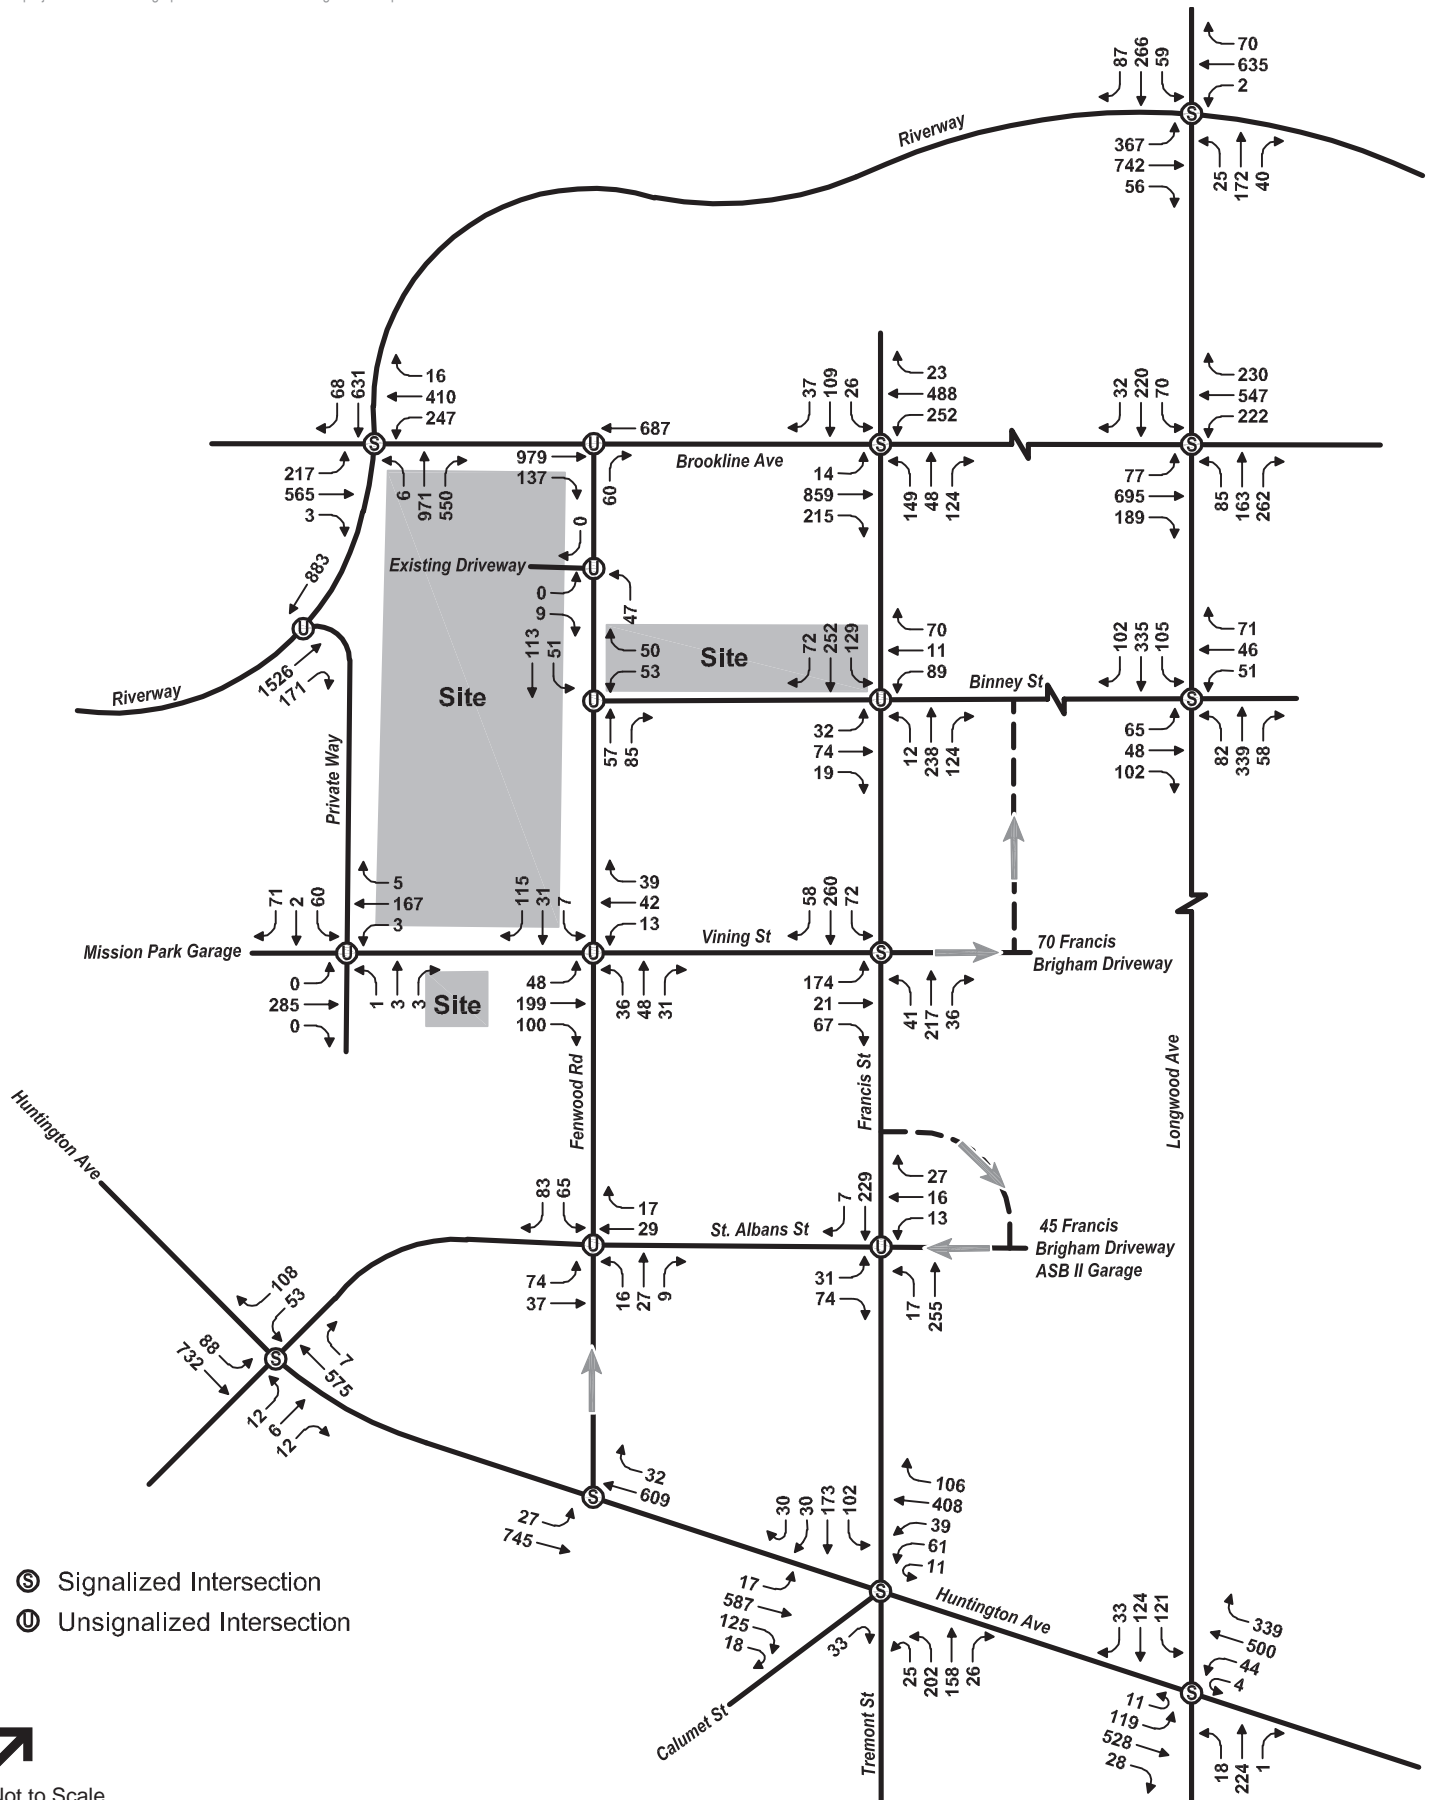 87 266 59
70
635
2
Riverway
367
742
56
25 172 40
68 631
16
410
247
217
565
3
6 971 550
687
979
137
60
Brookline Ave
37 109 26
23
488
252
14
859
215
149 48 124
32 220 70
230
547
222
77
695
189
85 163 262
883
Existing Driveway
0
0
9
47
113 51
50
53
Site
Site
72 252 129
70
11
89
Binney St
102 335 105
71
46
51
1526
171
Riverway
57 85
32
74
19
12 238 124
65
48
102
82 339 58
Private Way
71 2 60
5
167
3
115 31 7
39
42
13
58 260 72
Mission Park Garage
Vining St
70 Francis
Brigham Driveway
0
285
0
1 3 3
Site
48
199
100
36 48 31
174
21
67
41 217 36
Huntington Ave
Fenwood Rd
Francis St
Longwood Ave
83 65
17
29
St. Albans St
7 229
27
16
13
45 Francis
Brigham Driveway
ASB II Garage
74
37
16 27 9
31
74
17 255
108
53
88
732
7
575
12
6
12
32
609
27
745
30 30 173 102
106
408
39
61
11
17
587
125
18
33
Huntington Ave
25 202 158 26
Calumet St
Tremont St
33 124 121
339
500
44
4
11
119
528
28
18 224 1
S Signalized Intersection
U Unsignalized Intersection
Not to Scale